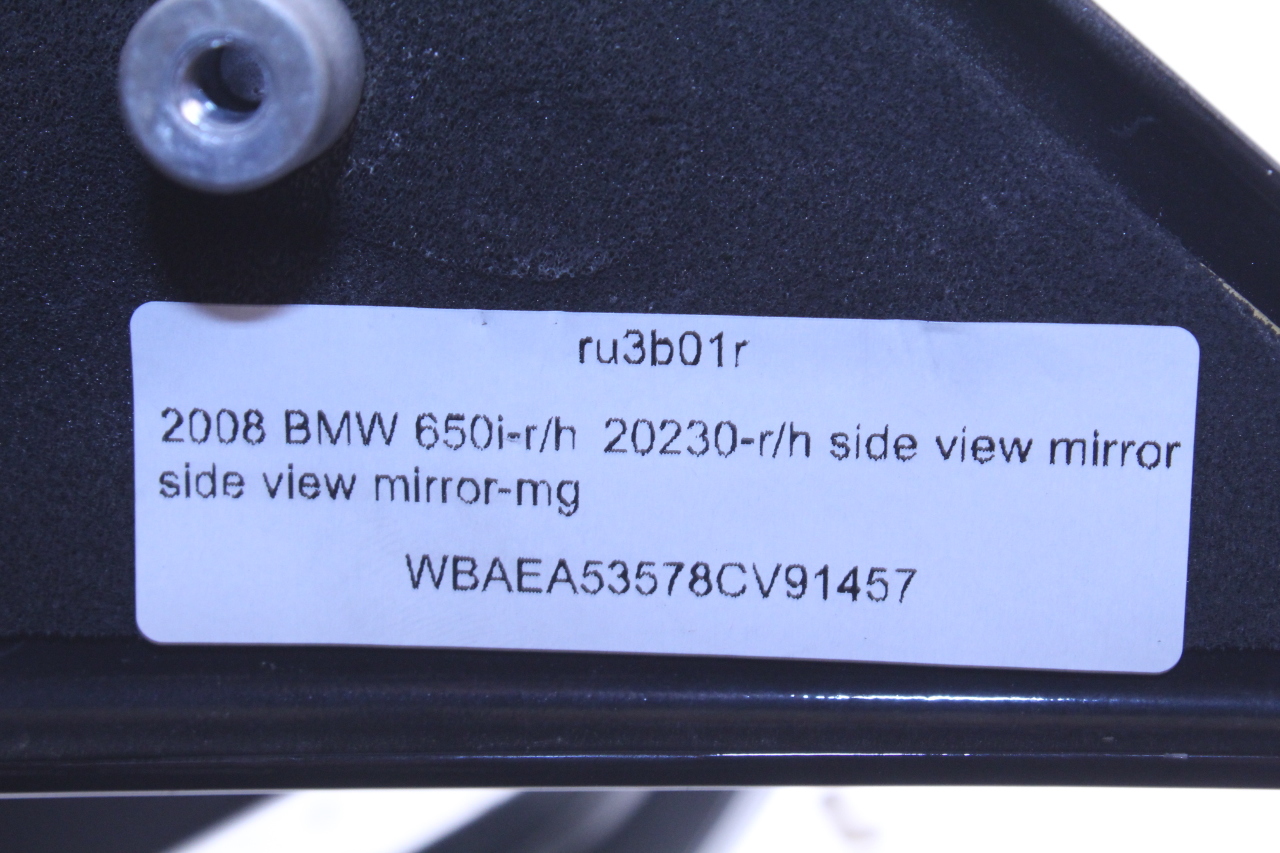 ru3b01r
2008 BMW 650i-r/h 20230-r/h side view mirror
side view mirror-mg
WBAEA53578CV91457